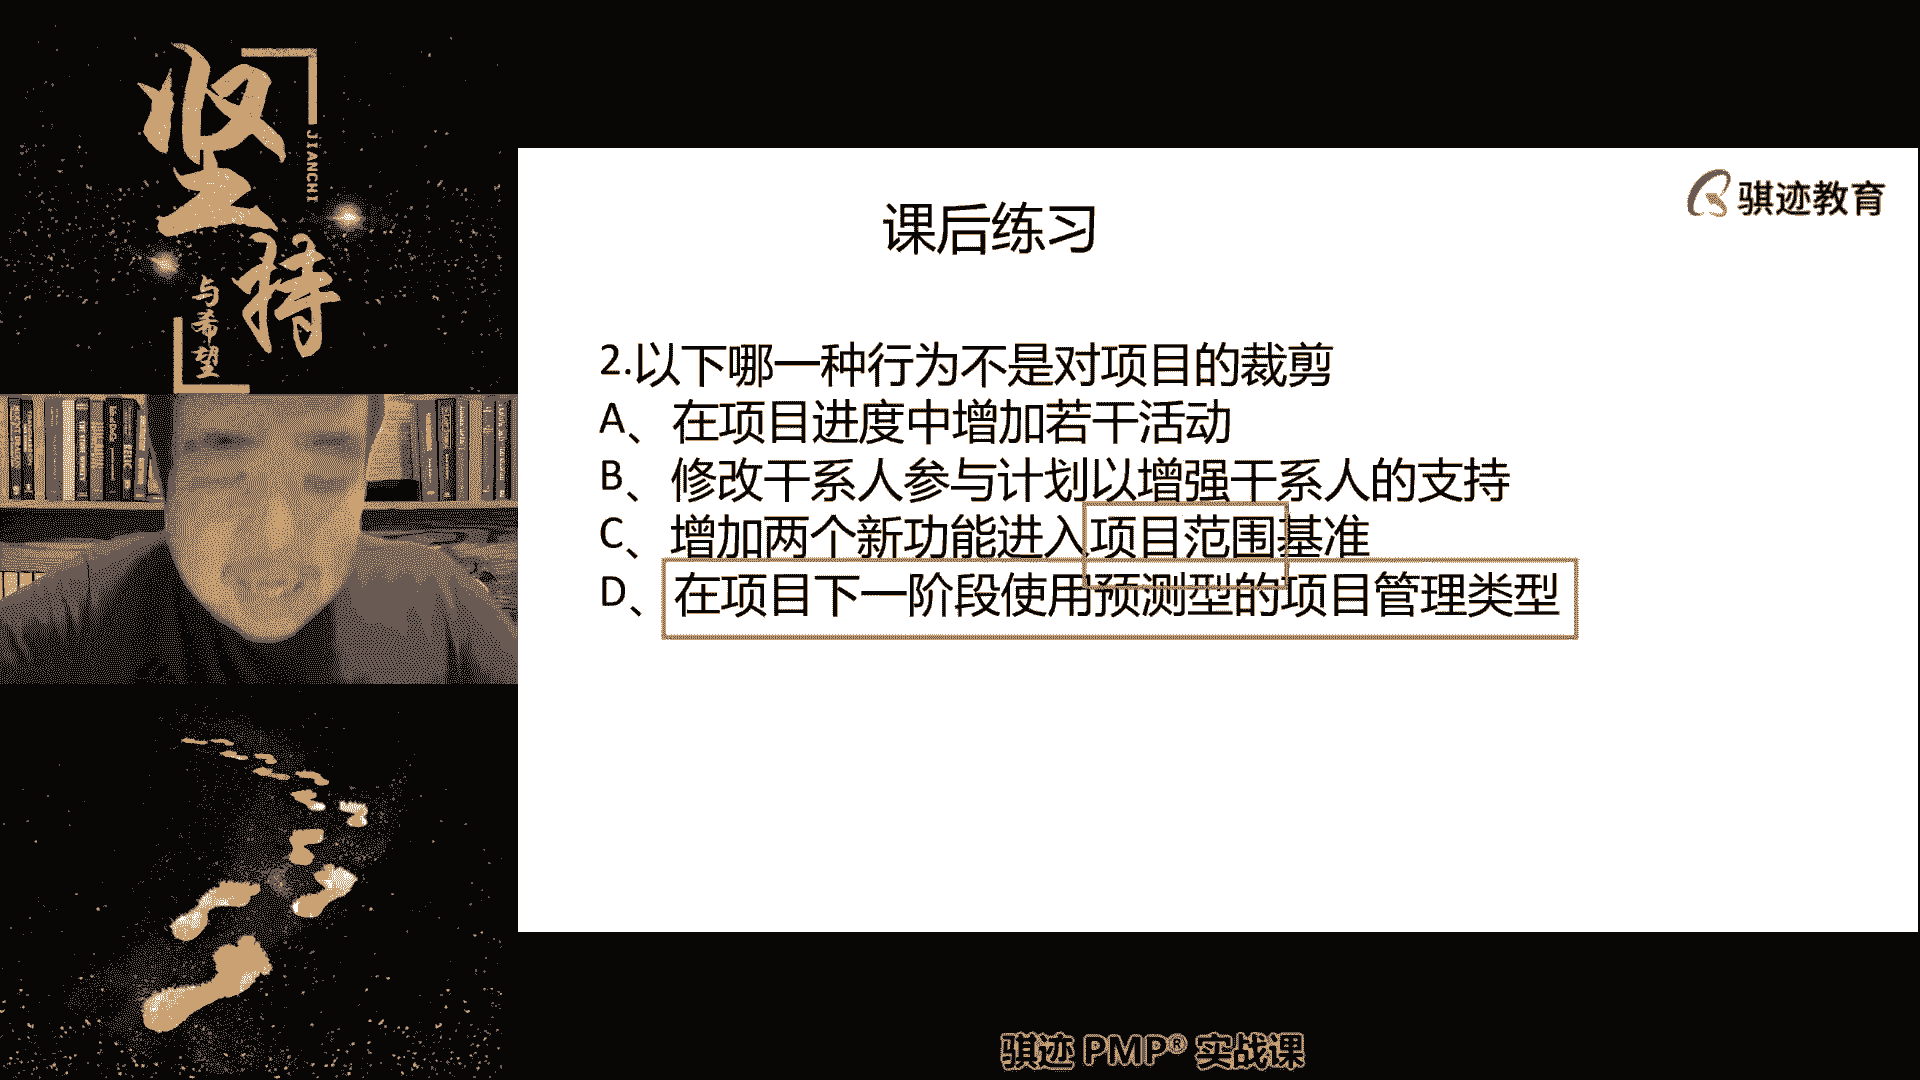 坚持
JIANCHI
与希望
骐迹教育
课后练习
2.以下哪一种行为不是对项目的裁剪
A、在项目进度中增加若干活动
B、修改干系人参与计划以增强干系人的支持
C、增加两个新功能进入项目范围基准
D、在项目下一阶段使用预测型的项目管理类型
骐迹 PMP® 实战课